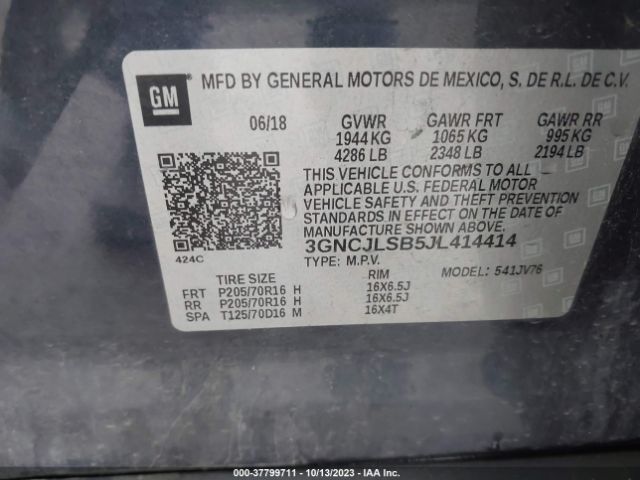 GM
MFD BY GENERAL MOTORS DE MEXICO, S. DE R.L. DE C.V.
06/18 GVWR GAWR FRT GAWR RR
1944 KG 1065 KG 995 KG
4286 LB 2348 LB 2194 LB
THIS VEHICLE CONFORMS TO ALL
APPLICABLE U.S. FEDERAL MOTOR
VEHICLE SAFETY AND THEFT PREVENTION
STANDARDS IN EFFECT ON THE DATE OF
MANUFACTURE SHOWN ABOVE.
3GNCJLSB5JL414414
424C
TYPE: M.P.V. MODEL: 541JV76
TIRE SIZE RIM
FRT P205/70R16 H 16X6.5J
RR P205/70R16 H 16X6.5J
SPA T125/70D16 M 16X4T
000-37799711 - 10/13/2023 - IAA Inc.